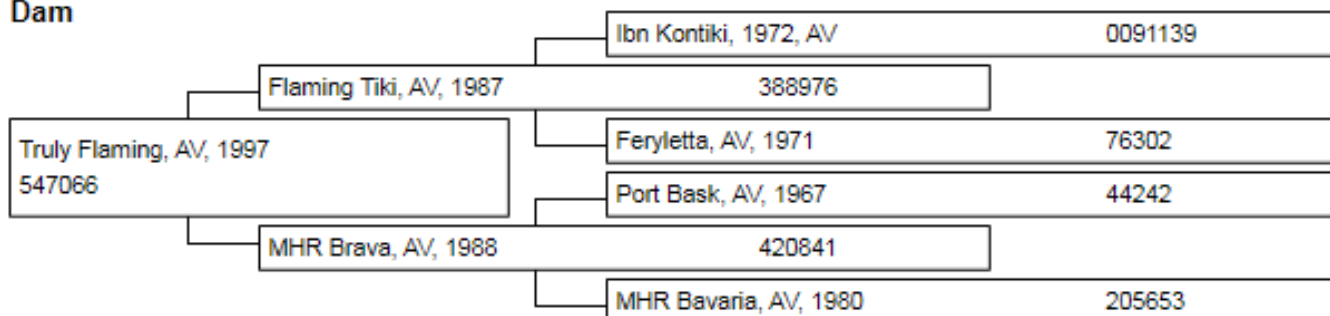 Dam
Ibn Kontiki, 1972, AV 0091139
Flaming Tiki, AV, 1987 388976
Feryletta, AV, 1971 76302
Truly Flaming, AV, 1997
547066
Port Bask, AV, 1967 44242
MHR Brava, AV, 1988 420841
MHR Bavaria, AV, 1980 205653